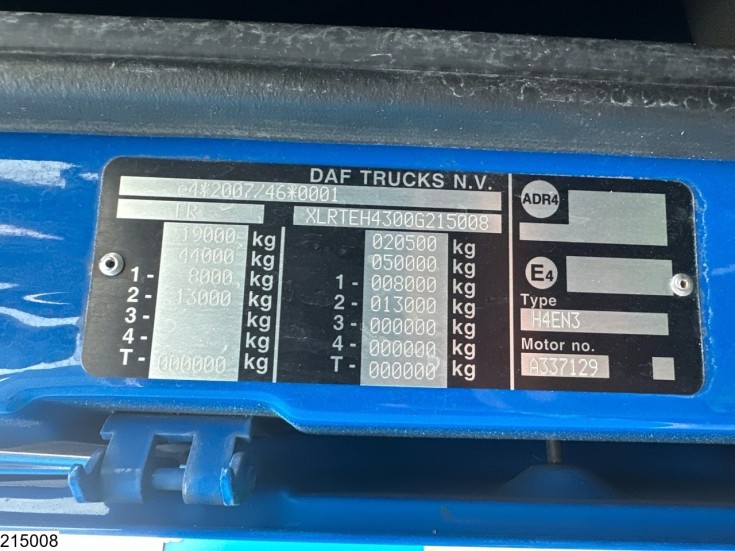 DAF TRUCKS N.V.
e4*2007/46*0001
FR XLRTEH4300G215008
19000 kg 020500 kg
44000 kg 050000 kg
1- 8000 kg 1- 008000 kg
2- 13000 kg 2- 013000 kg
3- kg 3- 000000 kg
4- kg 4- 000000 kg
T- 000000 kg T- 000000 kg
ADR4
E4
Type
H4EN3
Motor no.
A337129
215008